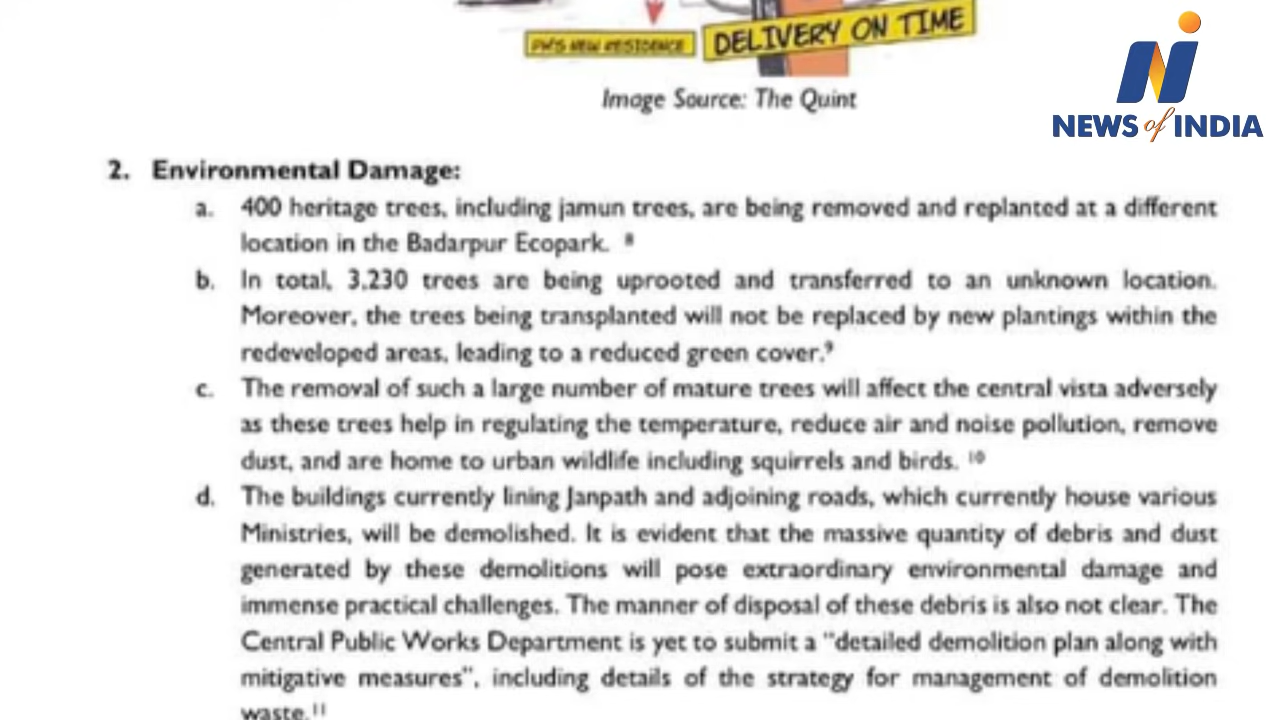 PM'S NEW RESIDENCE
DELIVERY ON TIME
Image Source: The Quint
NEWS of INDIA
2. Environmental Damage:
a. 400 heritage trees, including jamun trees, are being removed and replanted at a different
location in the Badarpur Ecopark. 8
b. In total, 3,230 trees are being uprooted and transferred to an unknown location.
Moreover, the trees being transplanted will not be replaced by new plantings within the
redeveloped areas, leading to a reduced green cover.9
c. The removal of such a large number of mature trees will affect the central vista adversely
as these trees help in regulating the temperature, reduce air and noise pollution, remove
dust, and are home to urban wildlife including squirrels and birds. 10
d. The buildings currently lining Janpath and adjoining roads, which currently house various
Ministries, will be demolished. It is evident that the massive quantity of debris and dust
generated by these demolitions will pose extraordinary environmental damage and
immense practical challenges. The manner of disposal of these debris is also not clear. The
Central Public Works Department is yet to submit a "detailed demolition plan along with
mitigative measures", including details of the strategy for management of demolition
waste.11